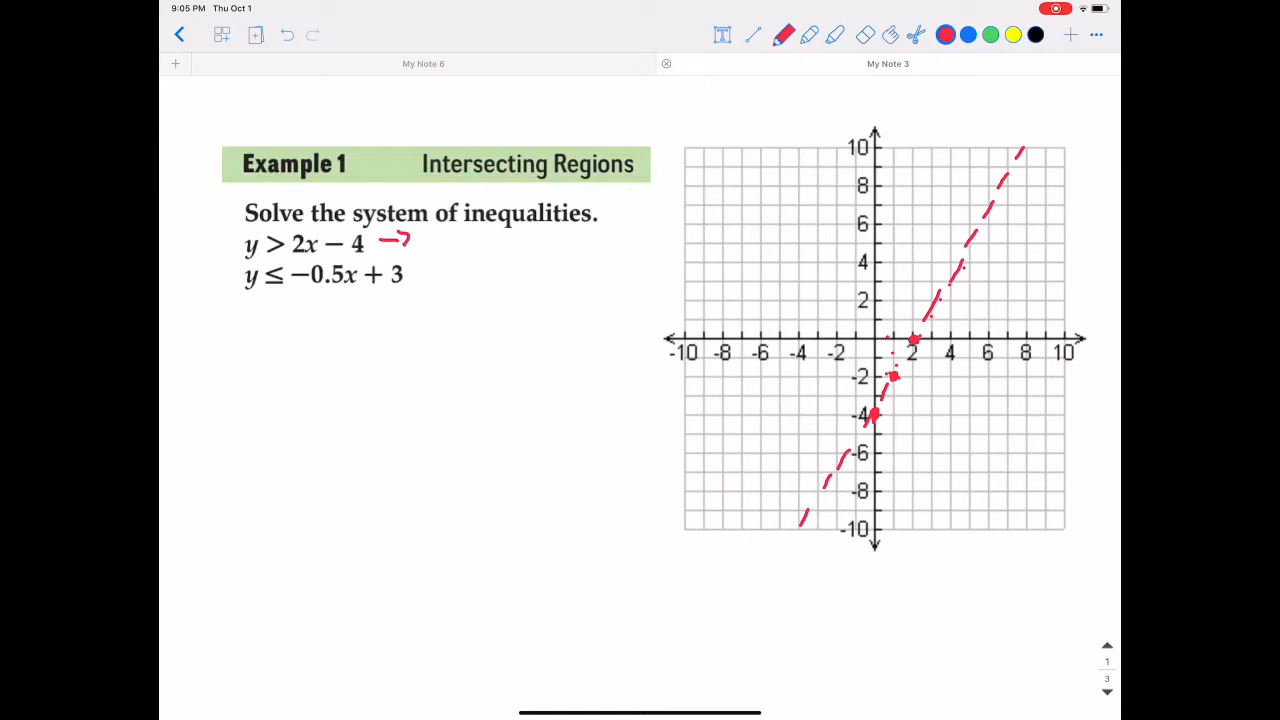 9:05 PM Thu Oct 1
My Note 6
My Note 3
Example 1 Intersecting Regions
Solve the system of inequalities.
y > 2x − 4 →
y ≤ −0.5x + 3
10
8
6
4
2
-10 -8 -6 -4 -2 2 4 6 8 10
-2
-4
-6
-8
-10
1
3